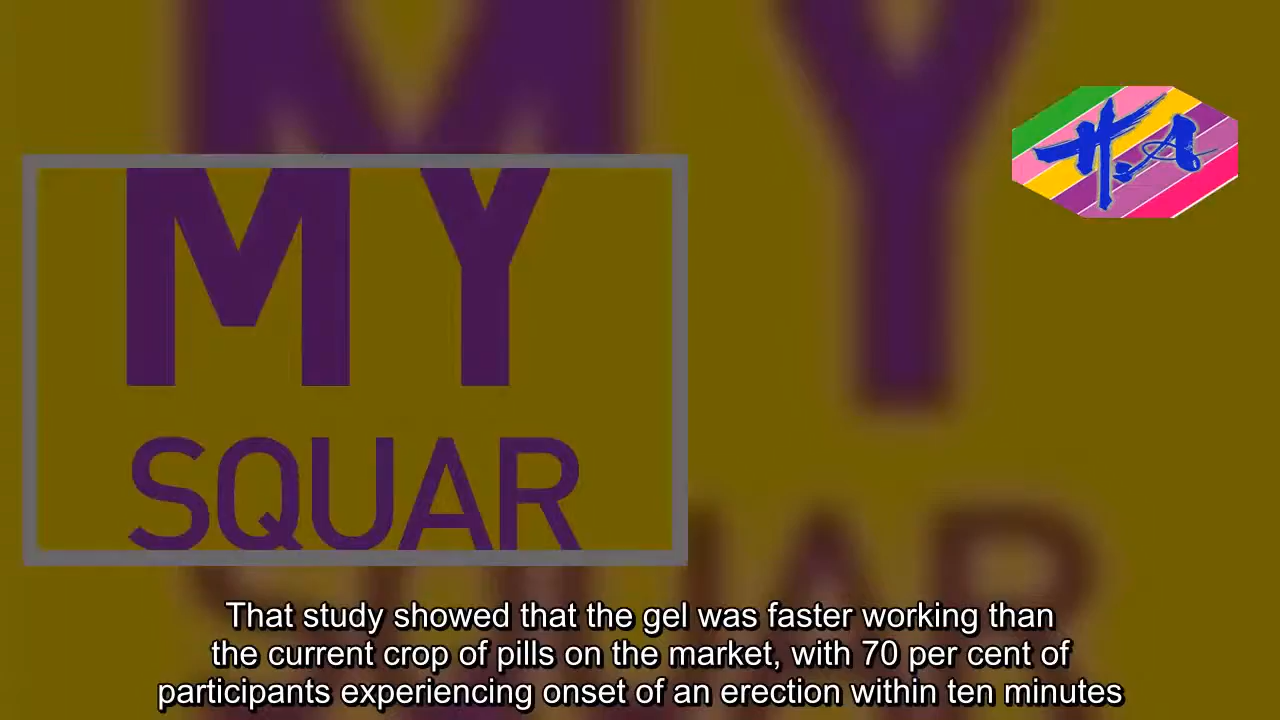 MY
SQUAR
H.A
That study showed that the gel was faster working than
the current crop of pills on the market, with 70 per cent of
participants experiencing onset of an erection within ten minutes